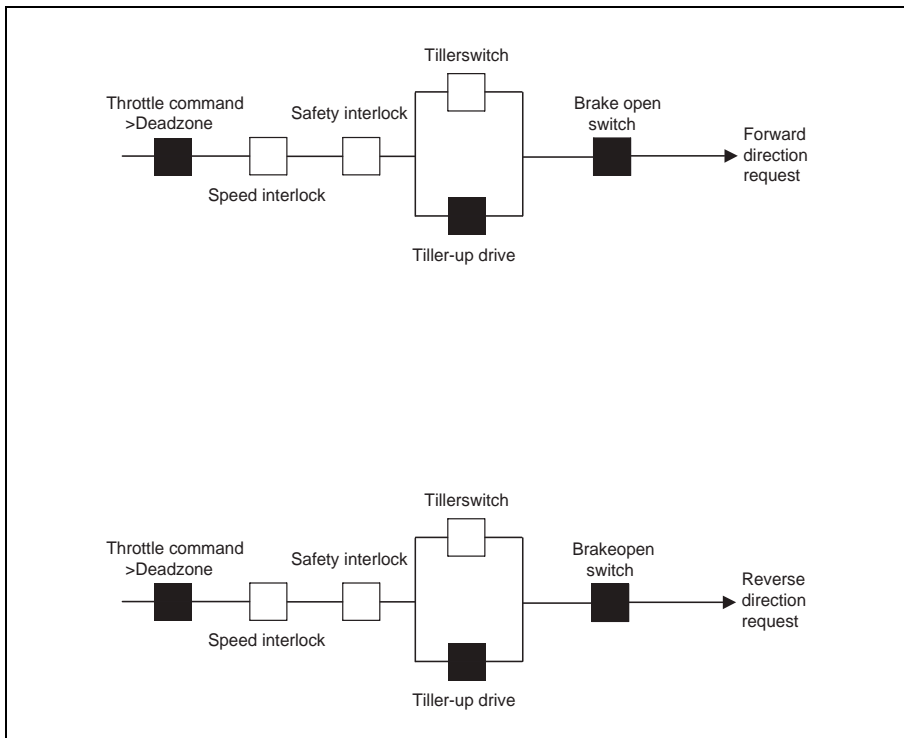 Tillerswitch
Throttle command
>Deadzone
Safety interlock
Brake open
switch
Forward
direction
request
Speed interlock
Tiller-up drive
Tillerswitch
Throttle command
>Deadzone
Safety interlock
Brakeopen
switch
Reverse
direction
request
Speed interlock
Tiller-up drive